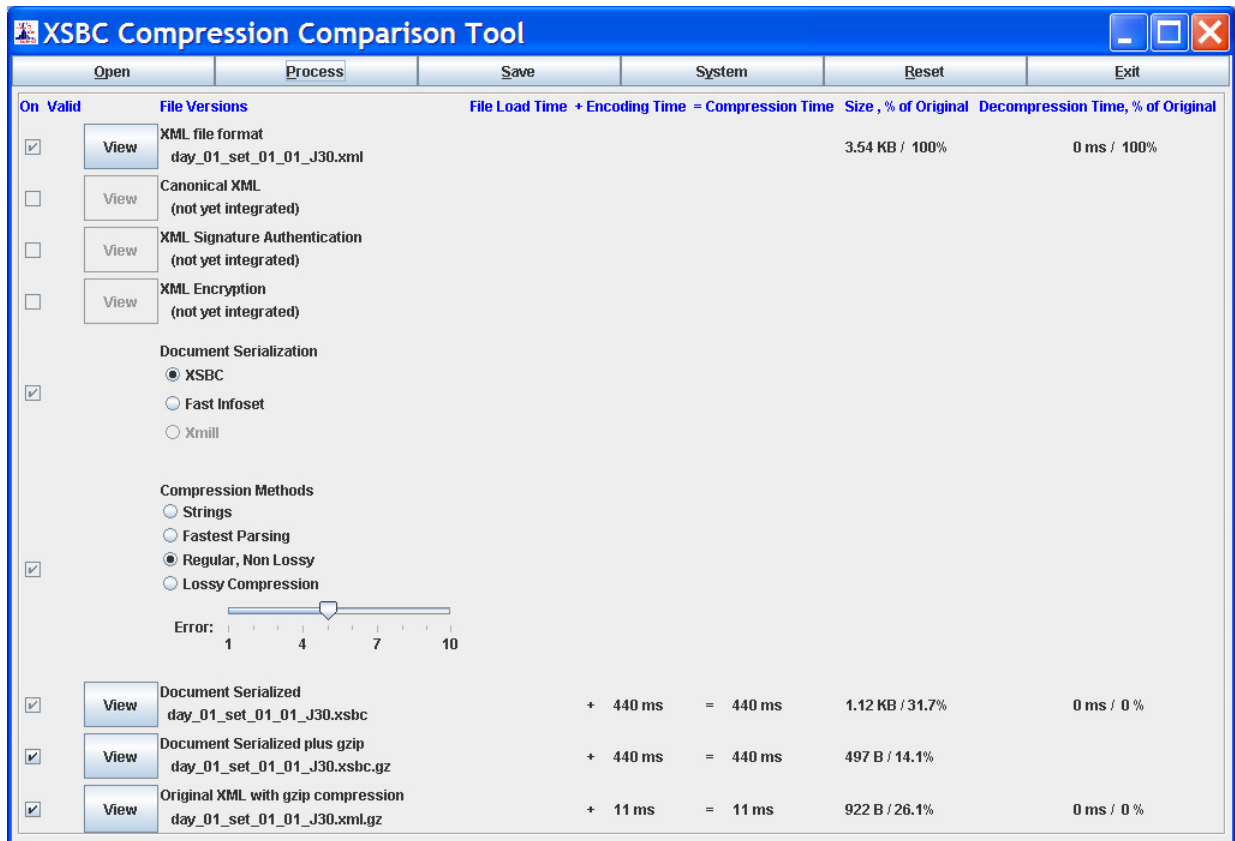 XSBC Compression Comparison Tool
Open Process Save System Reset Exit
On Valid File Versions File Load Time + Encoding Time = Compression Time Size , % of Original Decompression Time, % of Original
XML file format
View 3.54 KB / 100% 0 ms / 100%
day_01_set_01_01_J30.xml
Canonical XML
View
(not yet integrated)
XML Signature Authentication
View
(not yet integrated)
XML Encryption
View
(not yet integrated)
Document Serialization
XSBC
Fast Infoset
Xmill
Compression Methods
Strings
Fastest Parsing
Regular, Non Lossy
Lossy Compression
Error:
1 4 7 10
Document Serialized
View + 440 ms = 440 ms 1.12 KB / 31.7% 0 ms / 0 %
day_01_set_01_01_J30.xsbc
Document Serialized plus gzip
View + 440 ms = 440 ms 497 B / 14.1%
day_01_set_01_01_J30.xsbc.gz
Original XML with gzip compression
View + 11 ms = 11 ms 922 B / 26.1% 0 ms / 0 %
day_01_set_01_01_J30.xml.gz